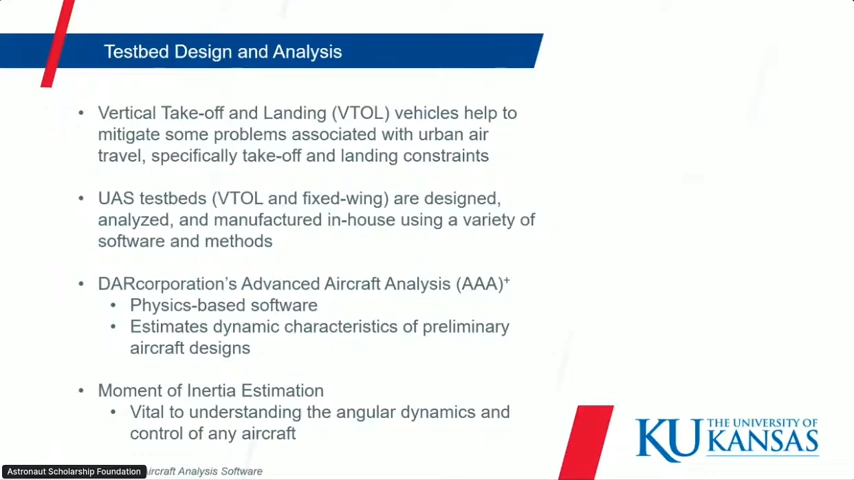 Testbed Design and Analysis
• Vertical Take-off and Landing (VTOL) vehicles help to
mitigate some problems associated with urban air
travel, specifically take-off and landing constraints
• UAS testbeds (VTOL and fixed-wing) are designed,
analyzed, and manufactured in-house using a variety of
software and methods
• DARcorporation's Advanced Aircraft Analysis (AAA)+
• Physics-based software
• Estimates dynamic characteristics of preliminary
aircraft designs
• Moment of Inertia Estimation
• Vital to understanding the angular dynamics and
control of any aircraft
KU THE UNIVERSITY OF
KANSAS
Astronaut Scholarship Foundation
Aircraft Analysis Software